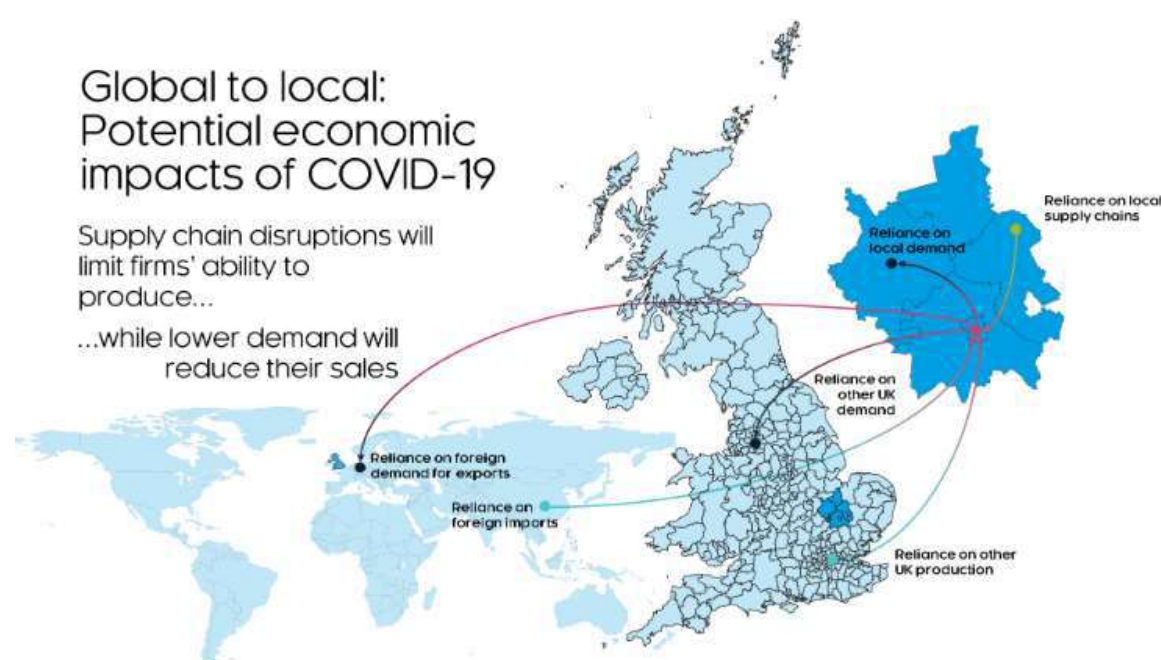 Global to local:
Potential economic
impacts of COVID-19
Supply chain disruptions will
limit firms' ability to
produce...
...while lower demand will
reduce their sales
Reliance on local
supply chains
Reliance on
local demand
Reliance on
other UK
demand
Reliance on foreign
demand for exports
Reliance on
foreign imports
Reliance on other
UK production